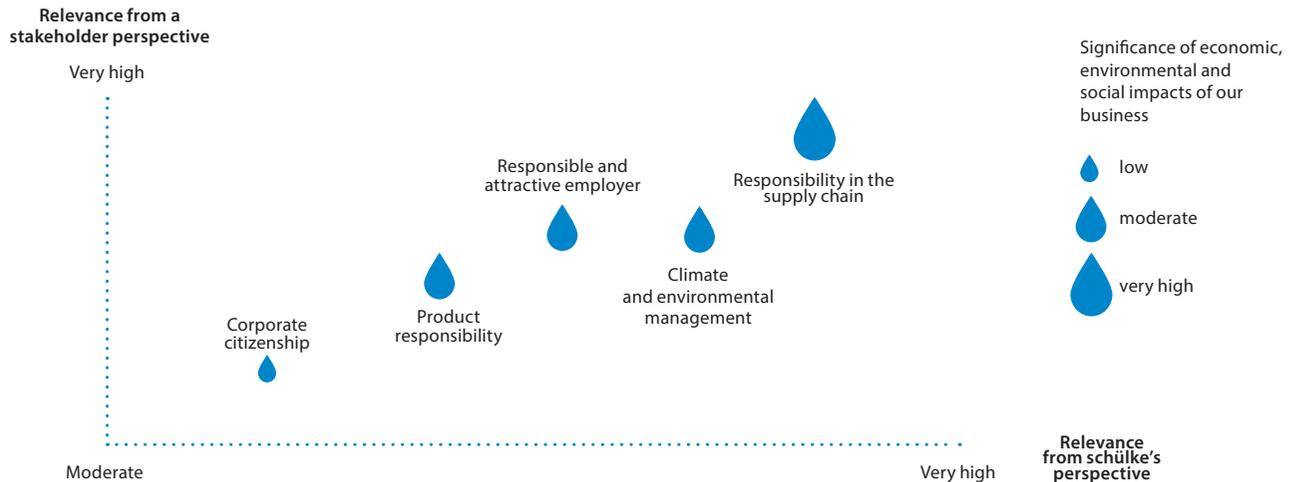 Relevance from a
stakeholder perspective
Very high
Responsible and
attractive employer
Responsibility in the
supply chain
Climate
and environmental
management
Product
responsibility
Corporate
citizenship
Moderate
Very high
Relevance
from schülke's
perspective
Significance of economic,
environmental and
social impacts of our
business
low
moderate
very high